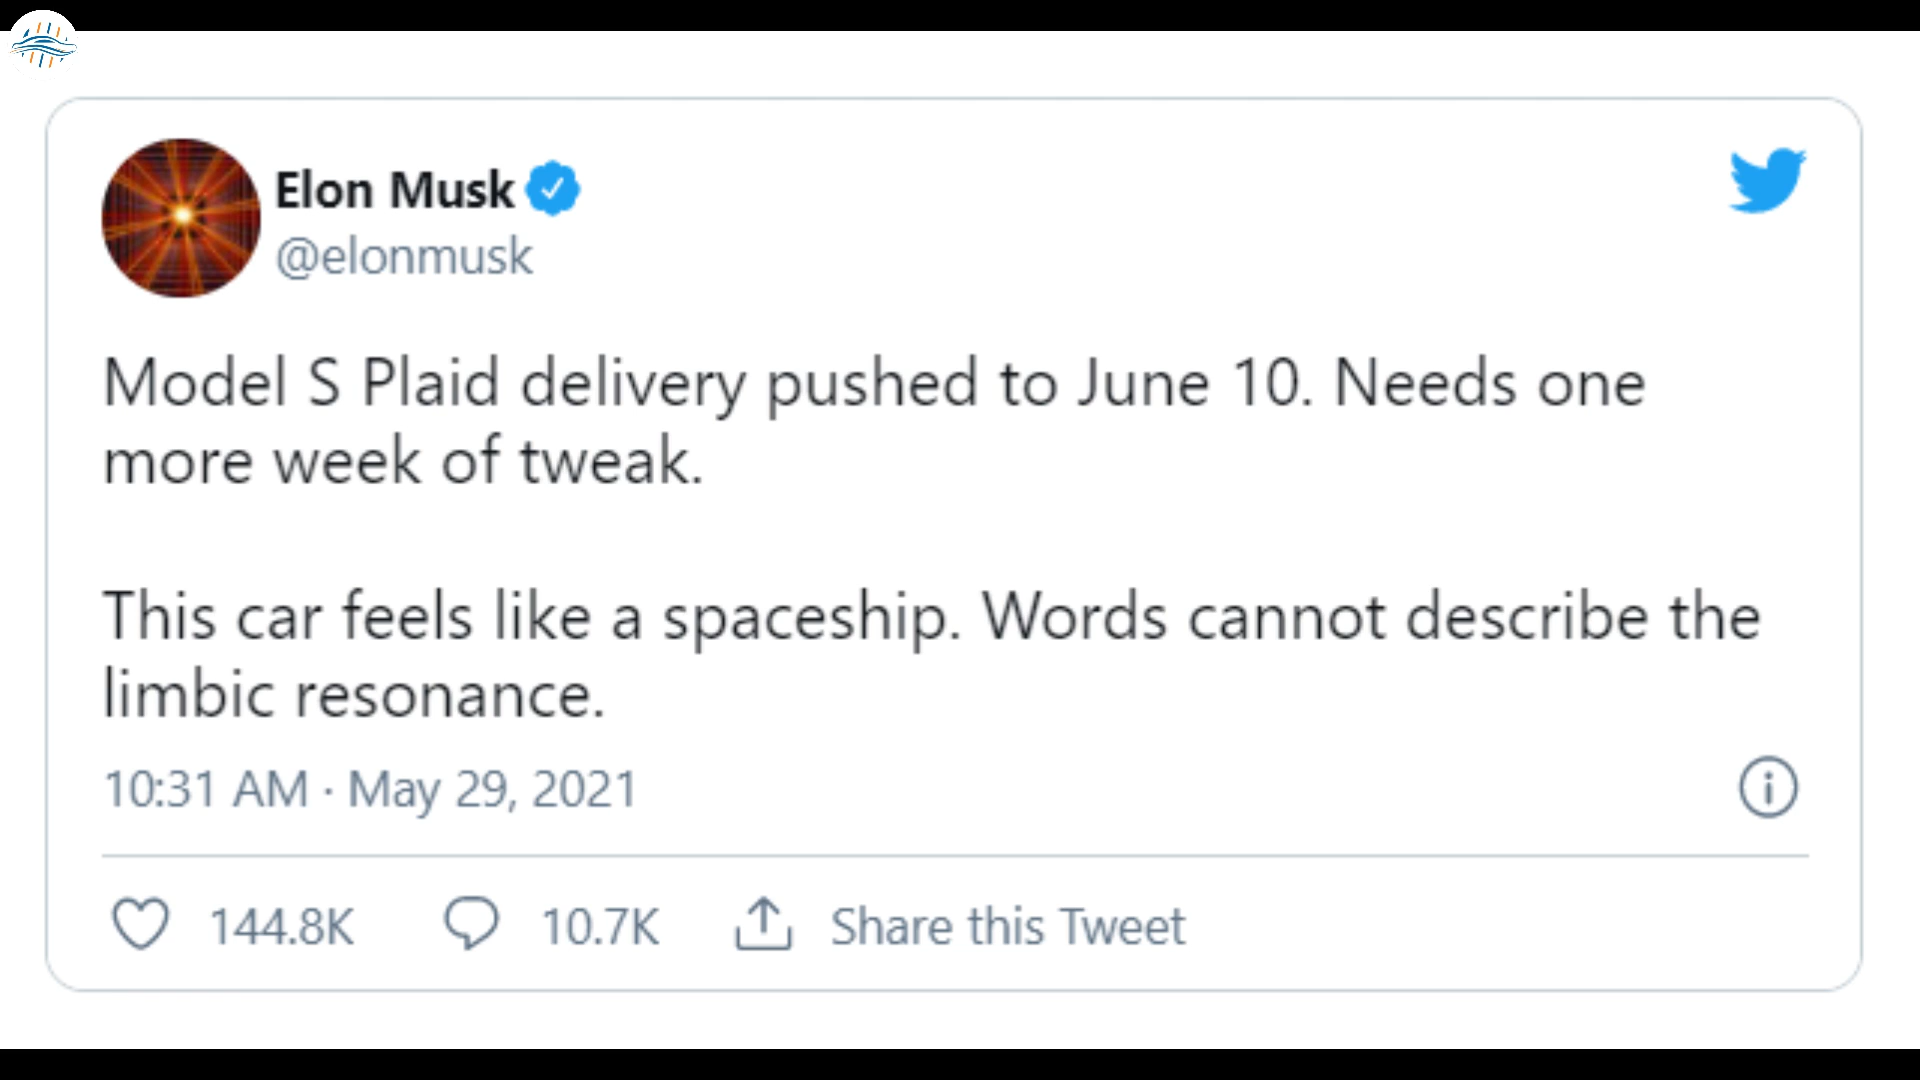 Elon Musk
@elonmusk
Model S Plaid delivery pushed to June 10. Needs one
more week of tweak.
This car feels like a spaceship. Words cannot describe the
limbic resonance.
10:31 AM · May 29, 2021
144.8K 10.7K Share this Tweet